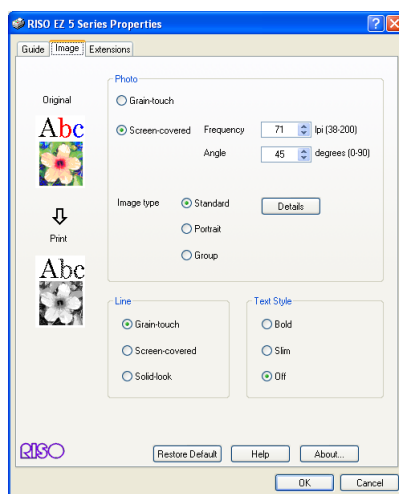 RISO EZ 5 Series Properties
Guide Image Extensions
Photo
Original
Grain-touch
Abc
Screen-covered Frequency 71 lpi (38-200)
Angle 45 degrees (0-90)
Image type Standard Details
Print
Portrait
Abc
Group
Line Text Style
Grain-touch Bold
Screen-covered Slim
Solid-look Off
RISO Restore Default Help About...
OK Cancel